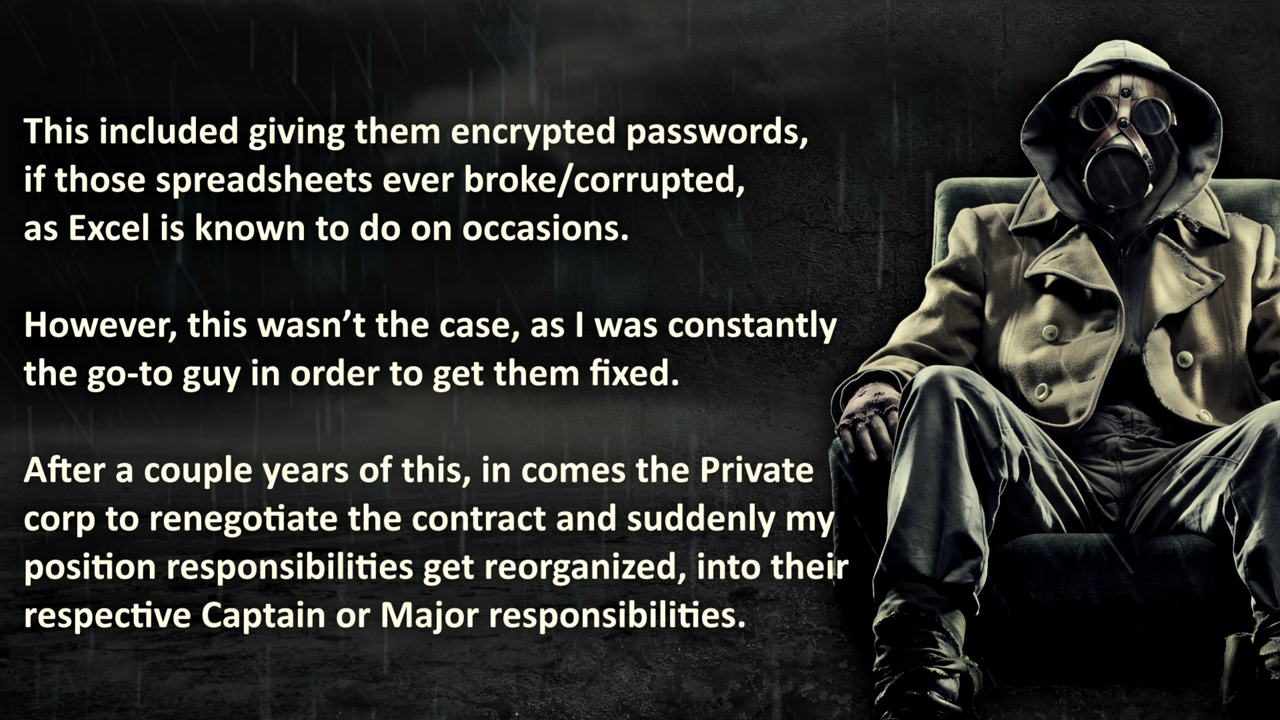 This included giving them encrypted passwords,
if those spreadsheets ever broke/corrupted,
as Excel is known to do on occasions.
However, this wasn’t the case, as I was constantly
the go-to guy in order to get them fixed.
After a couple years of this, in comes the Private
corp to renegotiate the contract and suddenly my
position responsibilities get reorganized, into their
respective Captain or Major responsibilities.